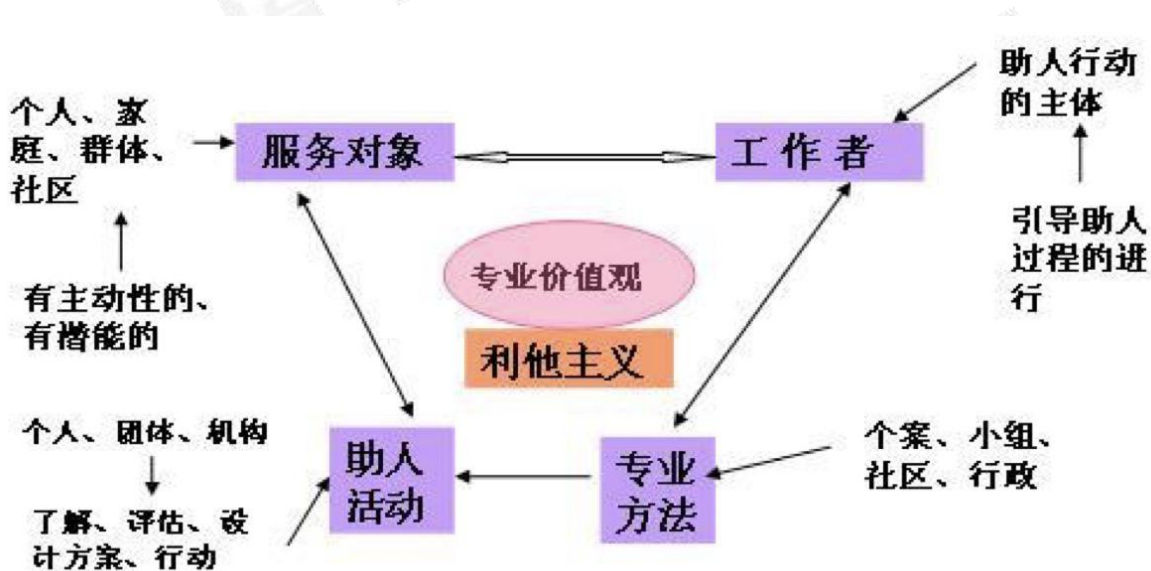 个人、家
庭、群体、
社区
服务对象
工作者
助人行动
的主体
有主动性的、
有潜能的
专业价值观
利他主义
引导助人
过程的进
行
个人、团体、机构
了解、评估、设
计方案、行动
助人
活动
专业
方法
个案、小组、
社区、行政